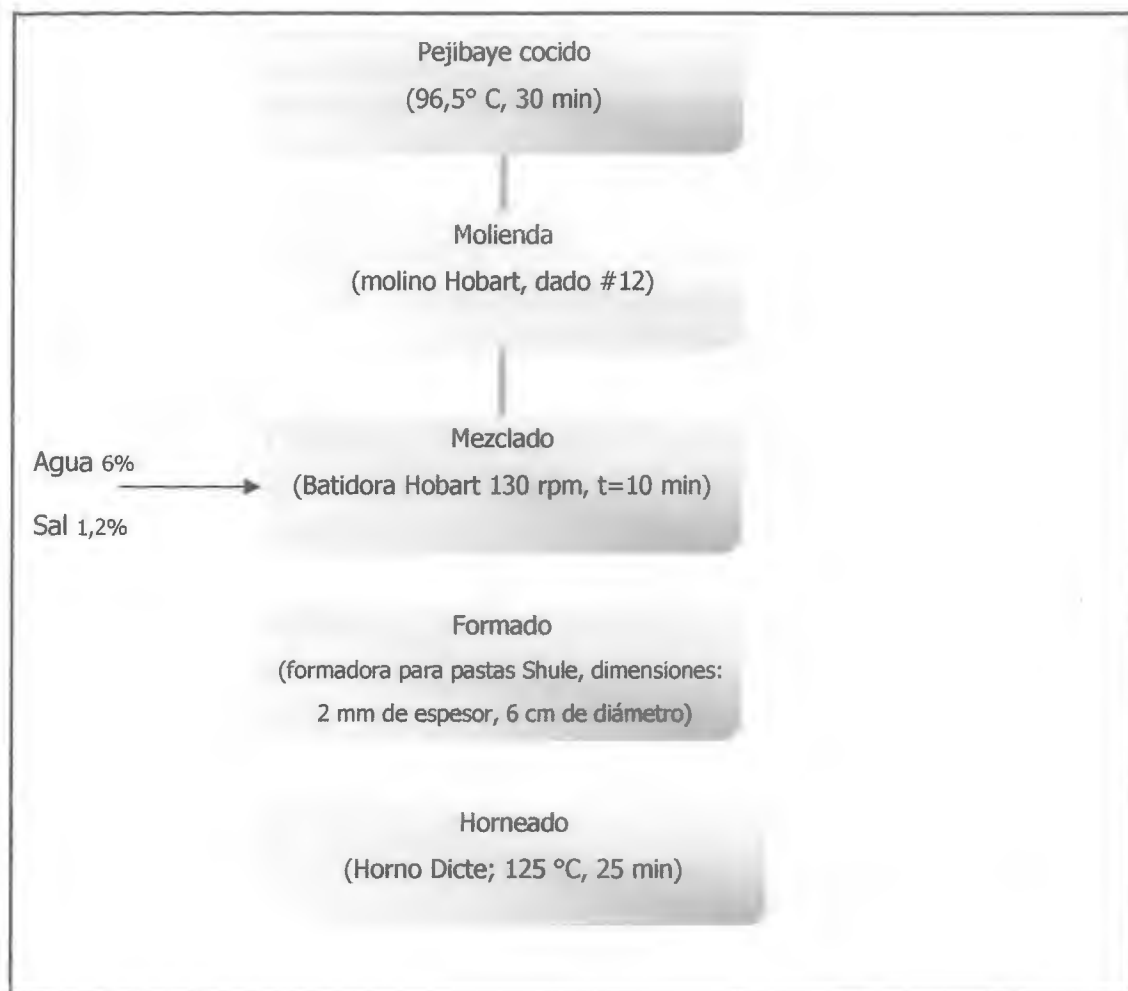 Pejibaye cocido
(96,5° C, 30 min)
Molienda
(molino Hobart, dado #12)
Mezclado
Agua 6%
(Batidora Hobart 130 rpm, t=10 min)
Sal 1,2%
Formado
(formadora para pastas Shule, dimensiones:
2 mm de espesor, 6 cm de diámetro)
Horneado
(Horno Dicte; 125 °C, 25 min)